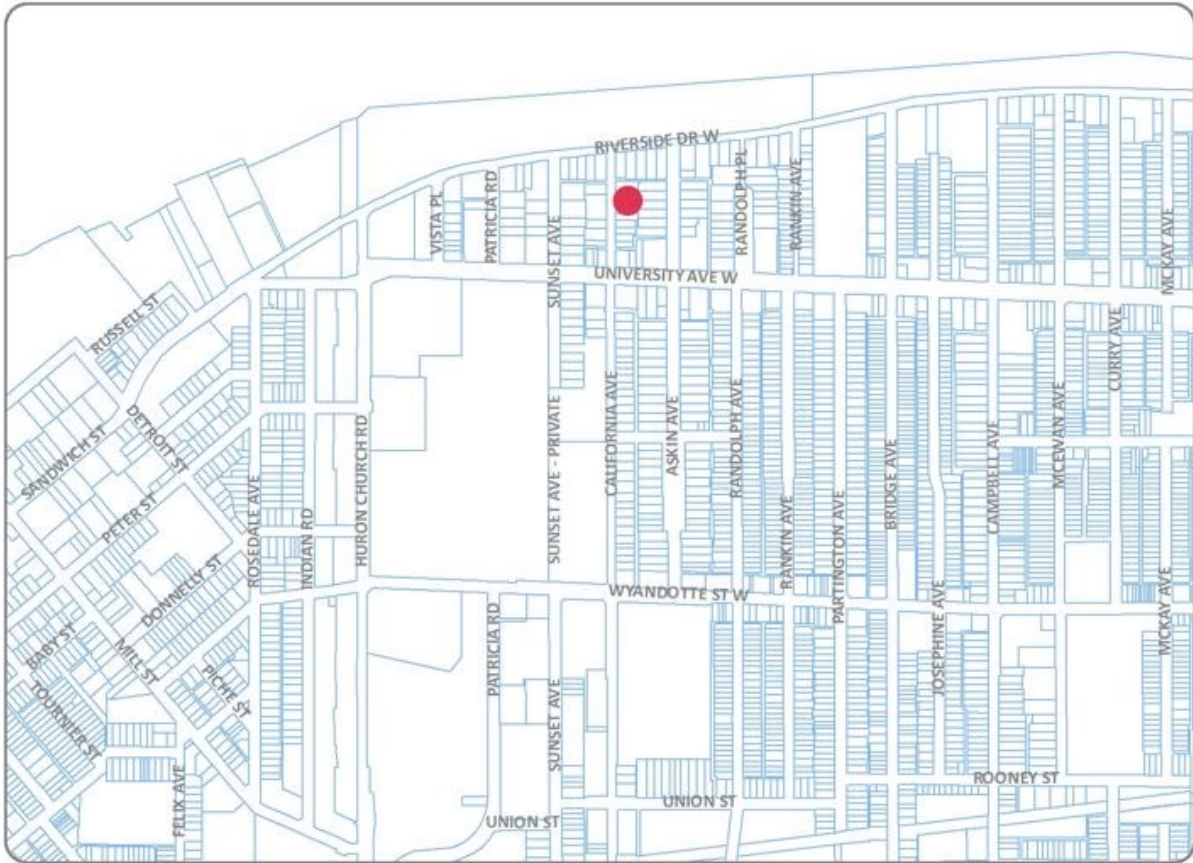 RIVERSIDE DR W
VISTA PL
PATRICIA RD
SUNSET AVE
RANDOLPH PL
RANKIN AVE
MCKAY AVE
UNIVERSITY AVE W
RUSSELL ST
CURRY AVE
DETROIT ST
SANDWICH ST
HURON CHURCH RD
SUNSET AVE - PRIVATE
CALIFORNIA AVE
ASKIN AVE
RANDOLPH AVE
BRIDGE AVE
CAMPBELL AVE
MCEWAN AVE
PETER ST
ROSEDALE AVE
INDIAN RD
RANKIN AVE
PARTINGTON AVE
DONNELLY ST
WYANDOTTE ST W
JOSEPHINE AVE
MCKAY AVE
BABY ST
MILL ST
PICHE ST
PATRICIA RD
TOURNIER ST
SUNSET AVE
FELIX AVE
ROONEY ST
UNION ST
UNION ST